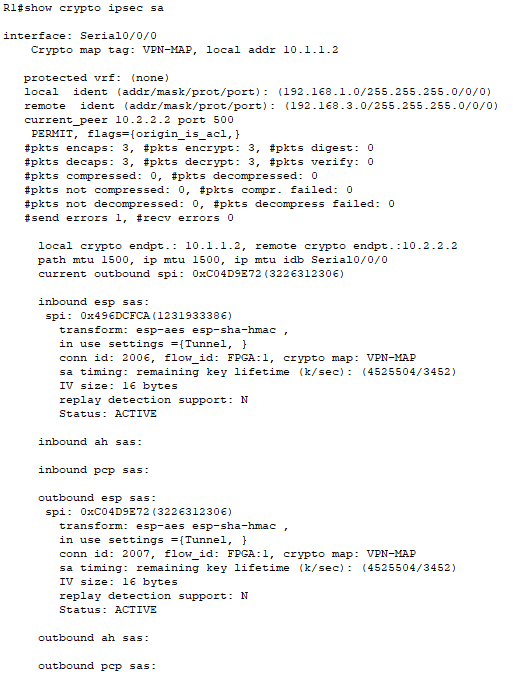 R1#show crypto ipsec sa
interface: Serial0/0/0
Crypto map tag: VPN-MAP, local addr 10.1.1.2
protected vrf: (none)
local ident (addr/mask/prot/port): (192.168.1.0/255.255.255.0/0/0)
remote ident (addr/mask/prot/port): (192.168.3.0/255.255.255.0/0/0)
current_peer 10.2.2.2 port 500
PERMIT, flags={origin_is_acl,}
#pkts encaps: 3, #pkts encrypt: 3, #pkts digest: 0
#pkts decaps: 3, #pkts decrypt: 3, #pkts verify: 0
#pkts compressed: 0, #pkts decompressed: 0
#pkts not compressed: 0, #pkts compr. failed: 0
#pkts not decompressed: 0, #pkts decompress failed: 0
#send errors 1, #recv errors 0
local crypto endpt.: 10.1.1.2, remote crypto endpt.:10.2.2.2
path mtu 1500, ip mtu 1500, ip mtu idb Serial0/0/0
current outbound spi: 0xC04D9E72(3226312306)
inbound esp sas:
spi: 0x496DCFCA(1231933386)
transform: esp-aes esp-sha-hmac ,
in use settings ={Tunnel, }
conn id: 2006, flow_id: FPGA:1, crypto map: VPN-MAP
sa timing: remaining key lifetime (k/sec): (4525504/3452)
IV size: 16 bytes
replay detection support: N
Status: ACTIVE
inbound ah sas:
inbound pcp sas:
outbound esp sas:
spi: 0xC04D9E72(3226312306)
transform: esp-aes esp-sha-hmac ,
in use settings ={Tunnel, }
conn id: 2007, flow_id: FPGA:1, crypto map: VPN-MAP
sa timing: remaining key lifetime (k/sec): (4525504/3452)
IV size: 16 bytes
replay detection support: N
Status: ACTIVE
outbound ah sas:
outbound pcp sas: